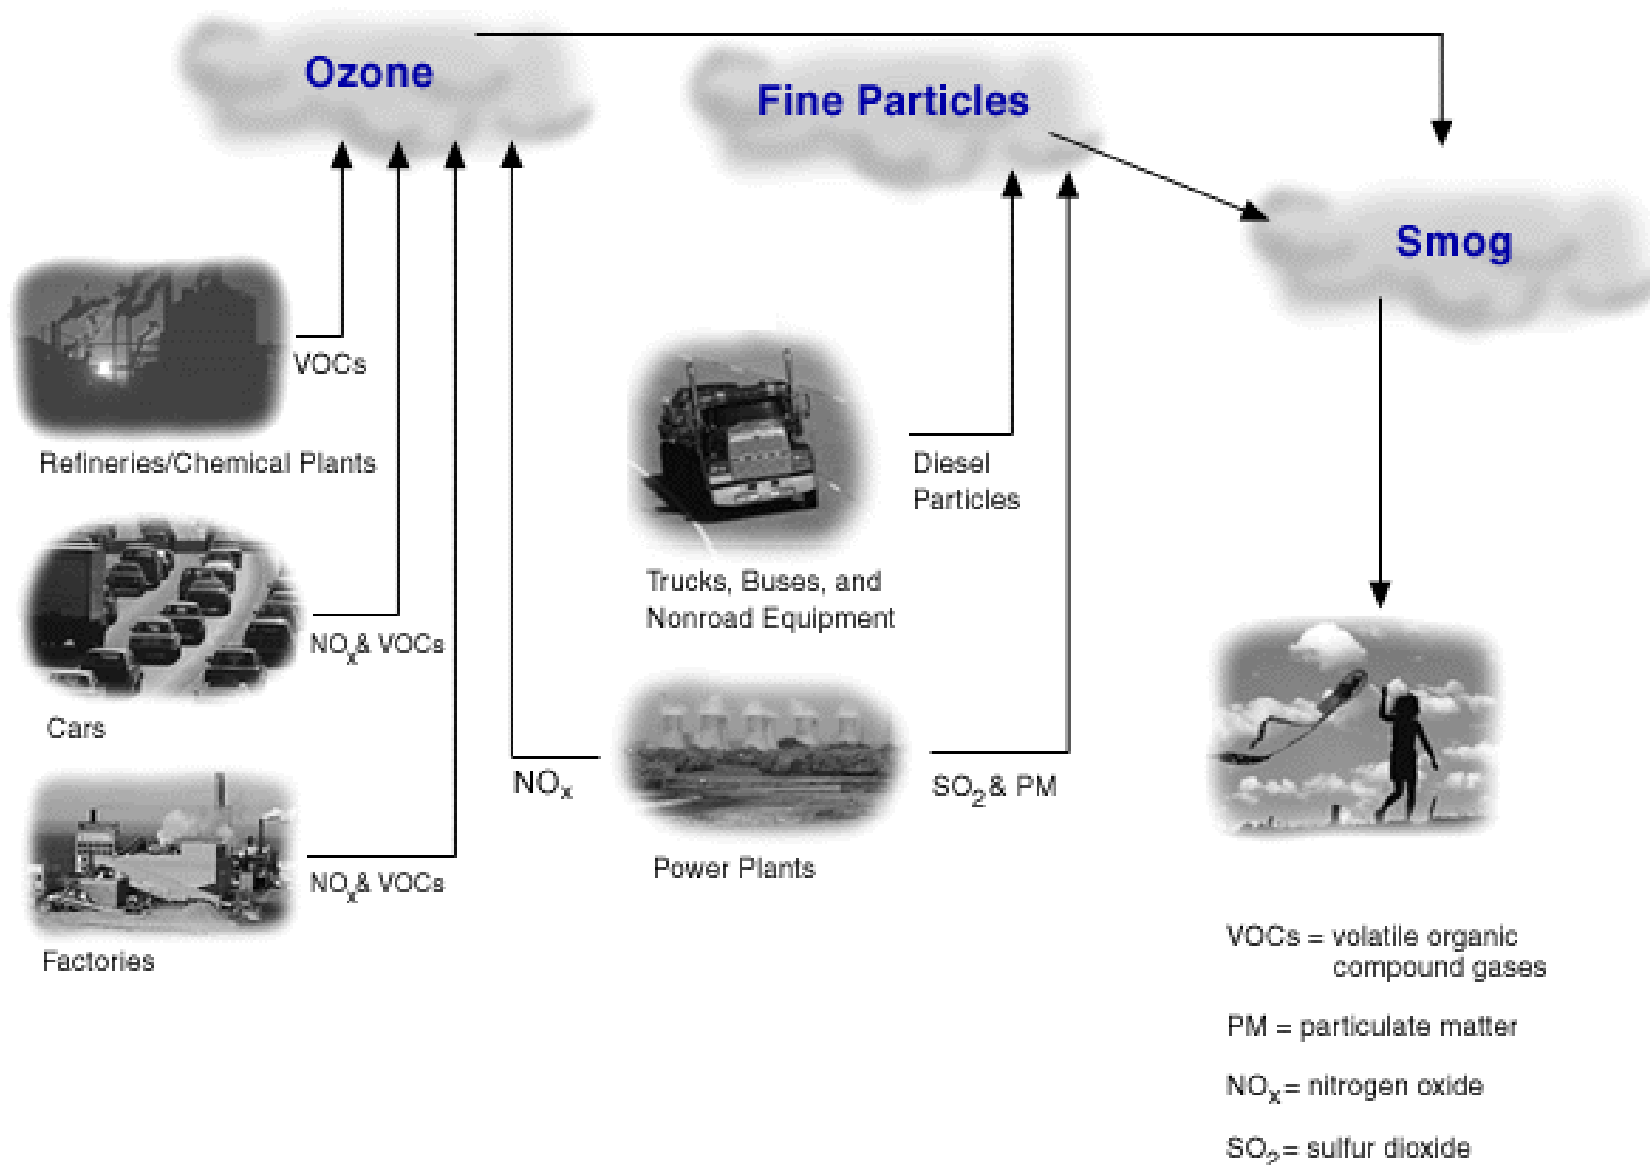 Ozone
Fine Particles
Smog
VOCs
Refineries/Chemical Plants
Diesel
Particles
Trucks, Buses, and
Nonroad Equipment
NOx & VOCs
Cars
NOx
SO2 & PM
Power Plants
NOx & VOCs
Factories
VOCs = volatile organic
compound gases
PM = particulate matter
NOx = nitrogen oxide
SO2 = sulfur dioxide